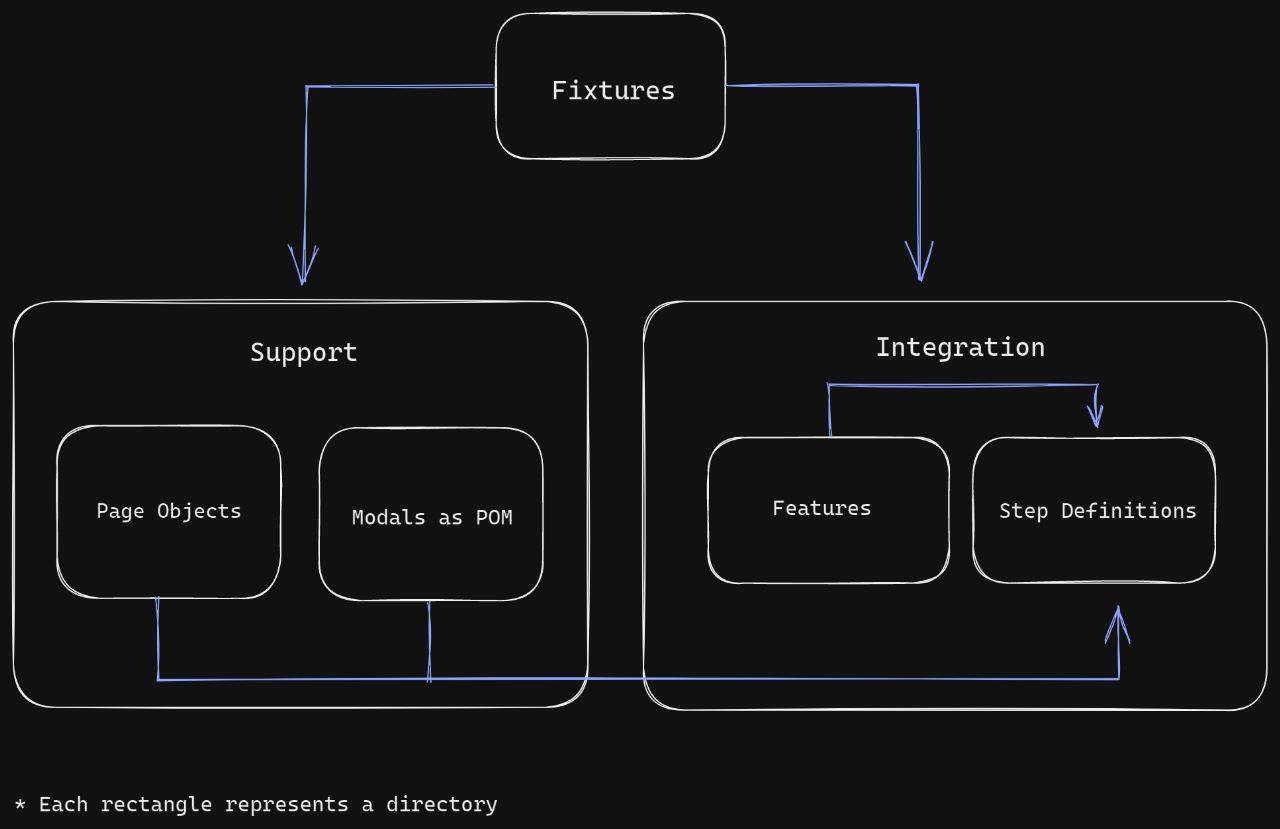 Fixtures
Support
Integration
Page Objects
Modals as POM
Features
Step Definitions
* Each rectangle represents a directory